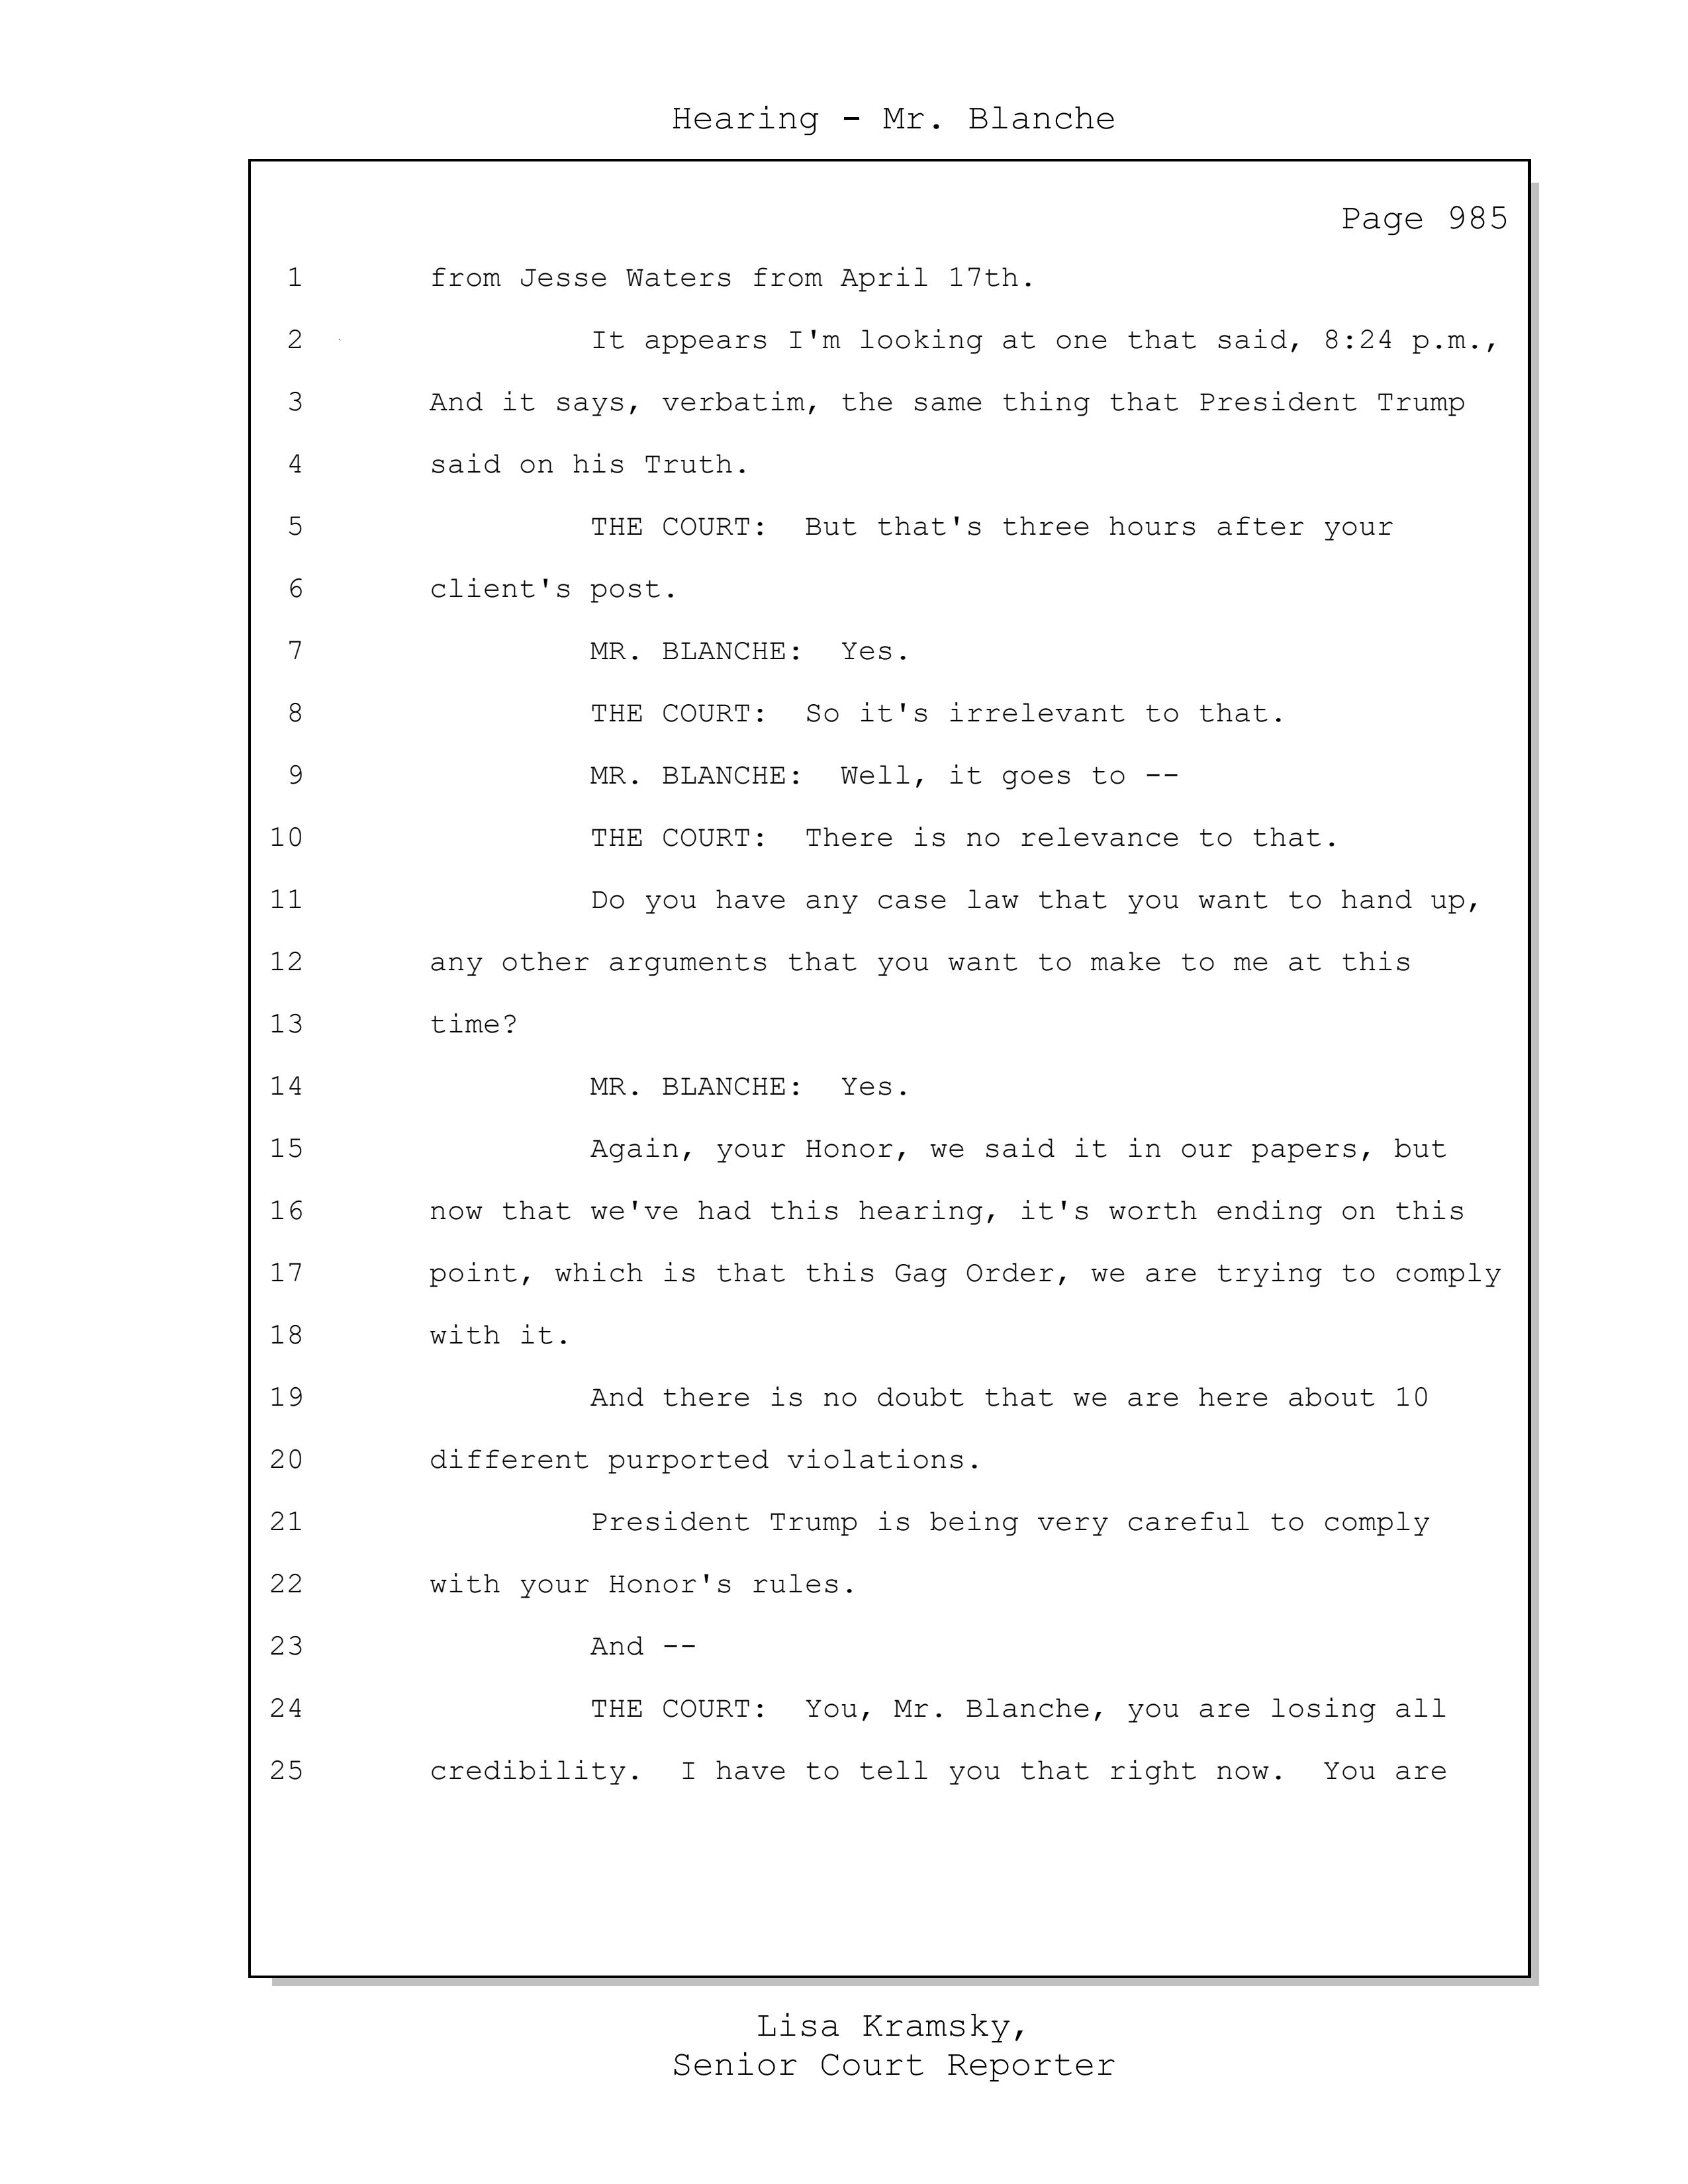 Hearing - Mr. Blanche
Page 985
1 from Jesse Waters from April 17th.
2 It appears I'm looking at one that said, 8:24 p.m.,
3 And it says, verbatim, the same thing that President Trump
4 said on his Truth.
5 THE COURT: But that's three hours after your
6 client's post.
7 MR. BLANCHE: Yes.
8 THE COURT: So it's irrelevant to that.
9 MR. BLANCHE: Well, it goes to --
10 THE COURT: There is no relevance to that.
11 Do you have any case law that you want to hand up,
12 any other arguments that you want to make to me at this
13 time?
14 MR. BLANCHE: Yes.
15 Again, your Honor, we said it in our papers, but
16 now that we've had this hearing, it's worth ending on this
17 point, which is that this Gag Order, we are trying to comply
18 with it.
19 And there is no doubt that we are here about 10
20 different purported violations.
21 President Trump is being very careful to comply
22 with your Honor's rules.
23 And --
24 THE COURT: You, Mr. Blanche, you are losing all
25 credibility. I have to tell you that right now. You are
Lisa Kramsky,
Senior Court Reporter